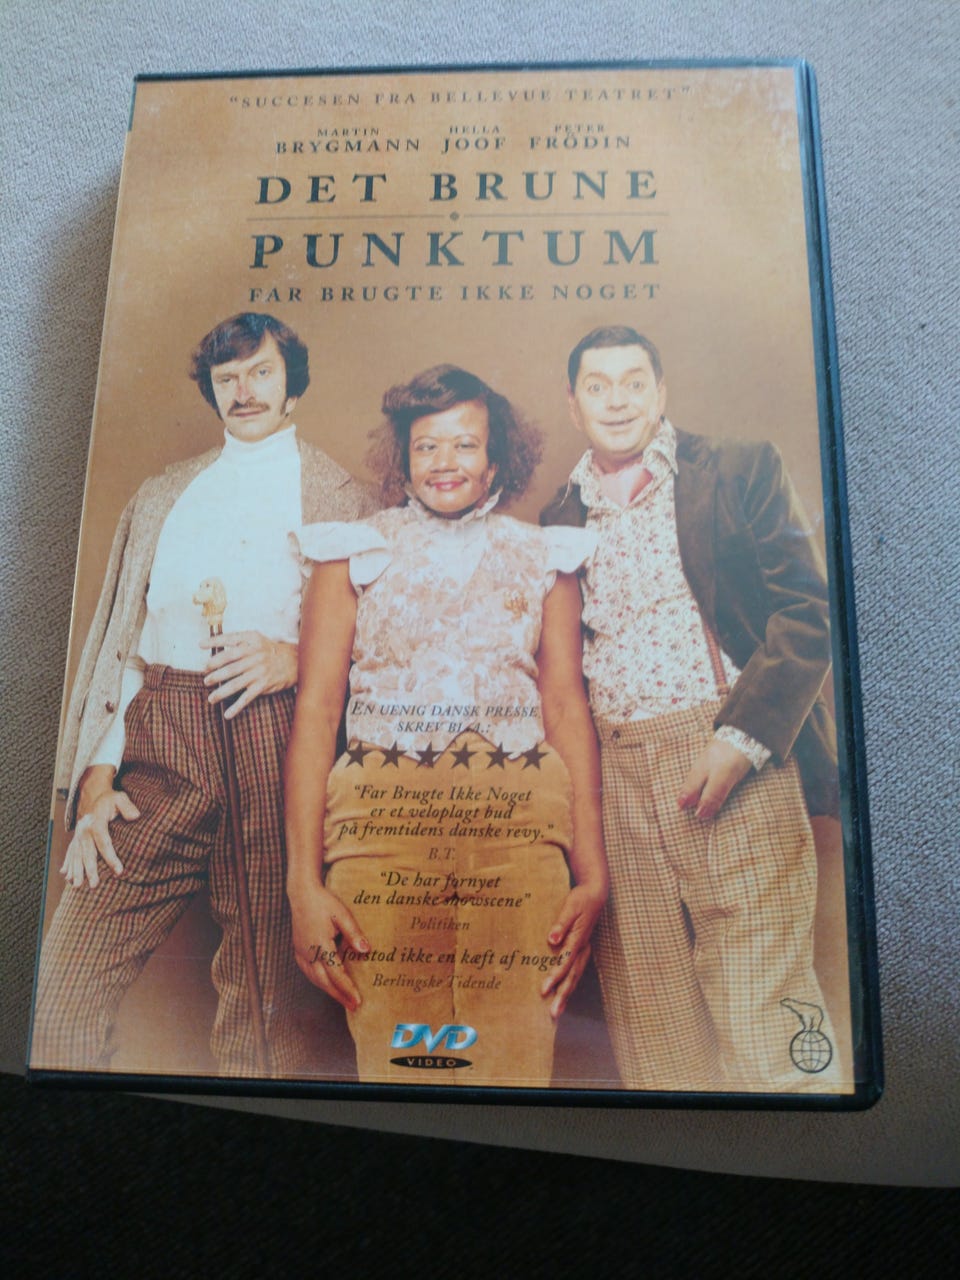 "SUCCESEN FRA BELLEVUE TEATRET"
MARTIN HELLA PETER
BRYGMANN JOOF FRÖDIN
DET BRUNE
PUNKTUM
FAR BRUGTE IKKE NOGET
EN UENIG DANSK PRESSE
SKREV BL.A.:
"Far Brugte Ikke Noget
er et veloplagt bud
på fremtidens danske revy."
B.T.
"De har fornyet
den danske showscene"
Politiken
"Jeg forstod ikke en kæft af noget"
Berlingske Tidende
DVD
VIDEO